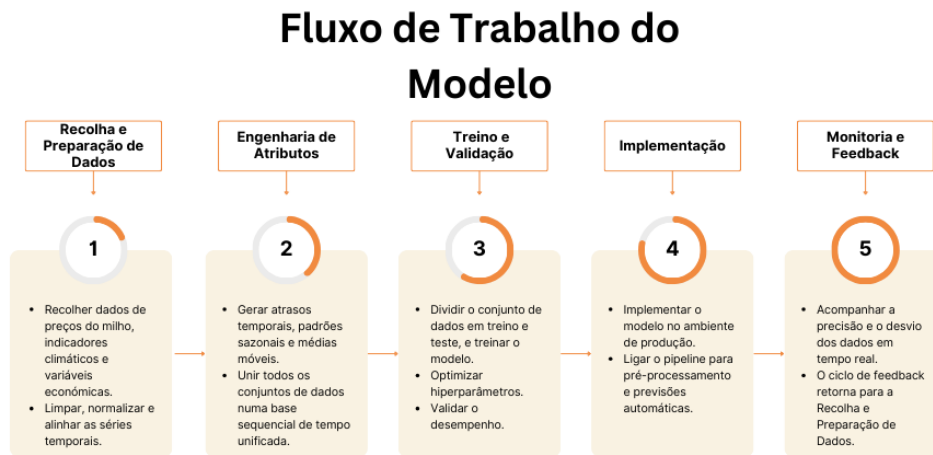 Fluxo de Trabalho do
Modelo
Recolha e
Preparação de
Dados
Engenharia de
Atributos
Treino e
Validação
Implementação
Monitoria e
Feedback
1
2
3
4
5
• Recolher dados de
preços do milho,
indicadores
climáticos e
variáveis
económicas.
• Limpar, normalizar e
alinhar as séries
temporais.
• Gerar atrasos
temporais, padrões
sazonais e médias
móveis.
• Unir todos os
conjuntos de dados
numa base
sequencial de tempo
unificada.
• Dividir o conjunto de
dados em treino e
teste, e treinar o
modelo.
• Optimizar
hiperparâmetros.
• Validar o
desempenho.
• Implementar o
modelo no ambiente
de produção.
• Ligar o pipeline para
pré-processamento
e previsões
automáticas.
• Acompanhar a
precisão e o desvio
dos dados em
tempo real.
• O ciclo de feedback
retorna para a
Recolha e
Preparação de
Dados.